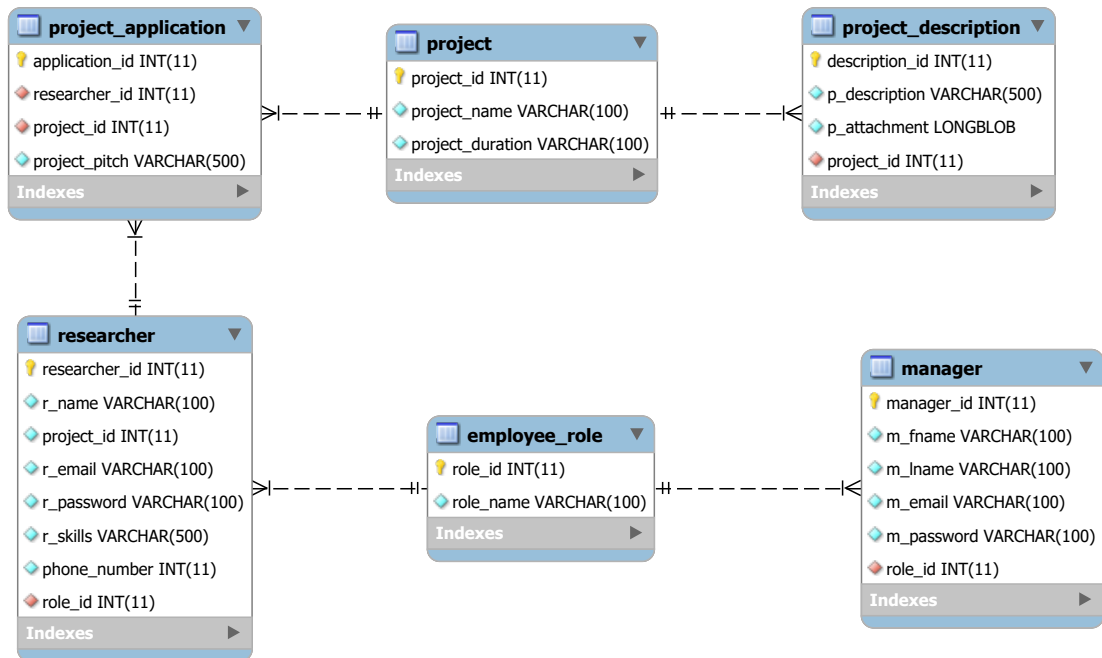 project_application
application_id INT(11)
researcher_id INT(11)
project_id INT(11)
project_pitch VARCHAR(500)
Indexes
project
project_id INT(11)
project_name VARCHAR(100)
project_duration VARCHAR(100)
Indexes
project_description
description_id INT(11)
p_description VARCHAR(500)
p_attachment LONGBLOB
project_id INT(11)
Indexes
researcher
researcher_id INT(11)
r_name VARCHAR(100)
project_id INT(11)
r_email VARCHAR(100)
r_password VARCHAR(100)
r_skills VARCHAR(500)
phone_number INT(11)
role_id INT(11)
Indexes
employee_role
role_id INT(11)
role_name VARCHAR(100)
Indexes
manager
manager_id INT(11)
m_fname VARCHAR(100)
m_lname VARCHAR(100)
m_email VARCHAR(100)
m_password VARCHAR(100)
role_id INT(11)
Indexes